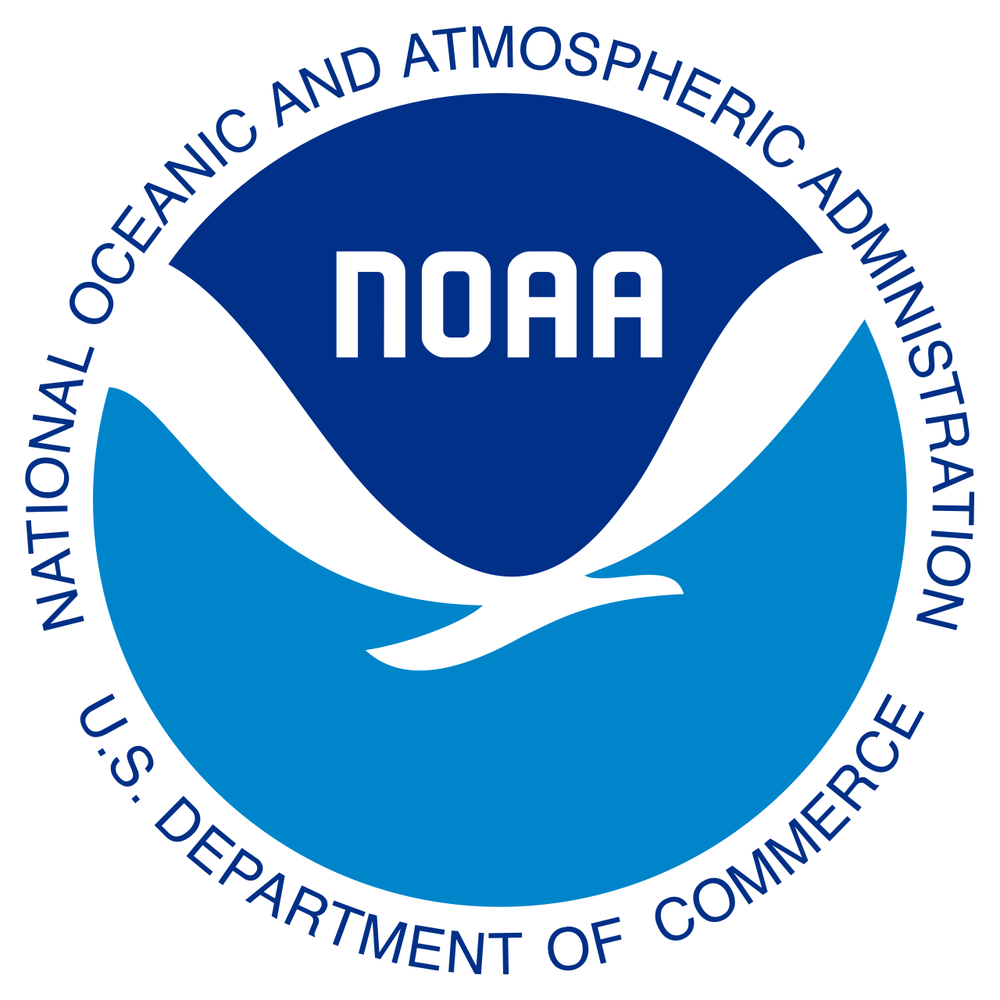 NATIONAL OCEANIC AND ATMOSPHERIC ADMINISTRATION
NOAA
U.S. DEPARTMENT OF COMMERCE